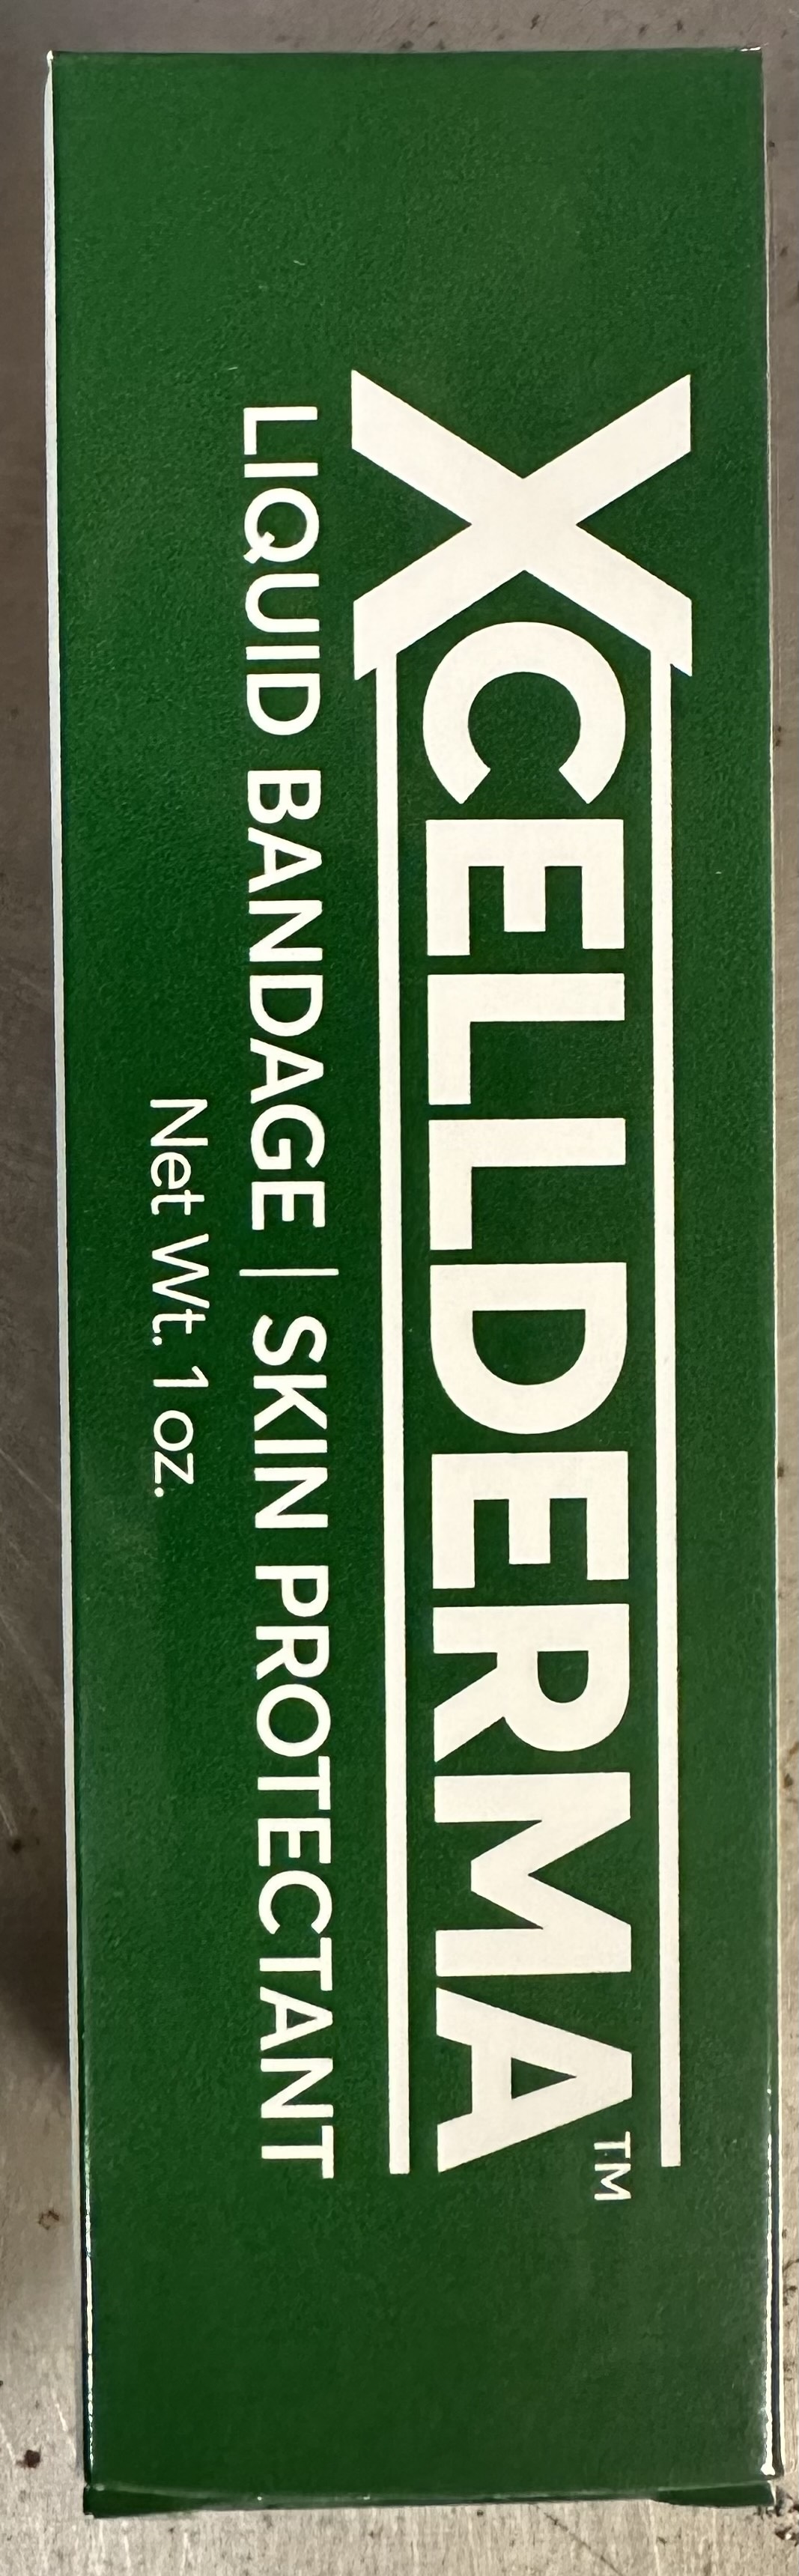 XCELLDERMA™
LIQUID BANDAGE | SKIN PROTECTANT
Net Wt. 1 oz.